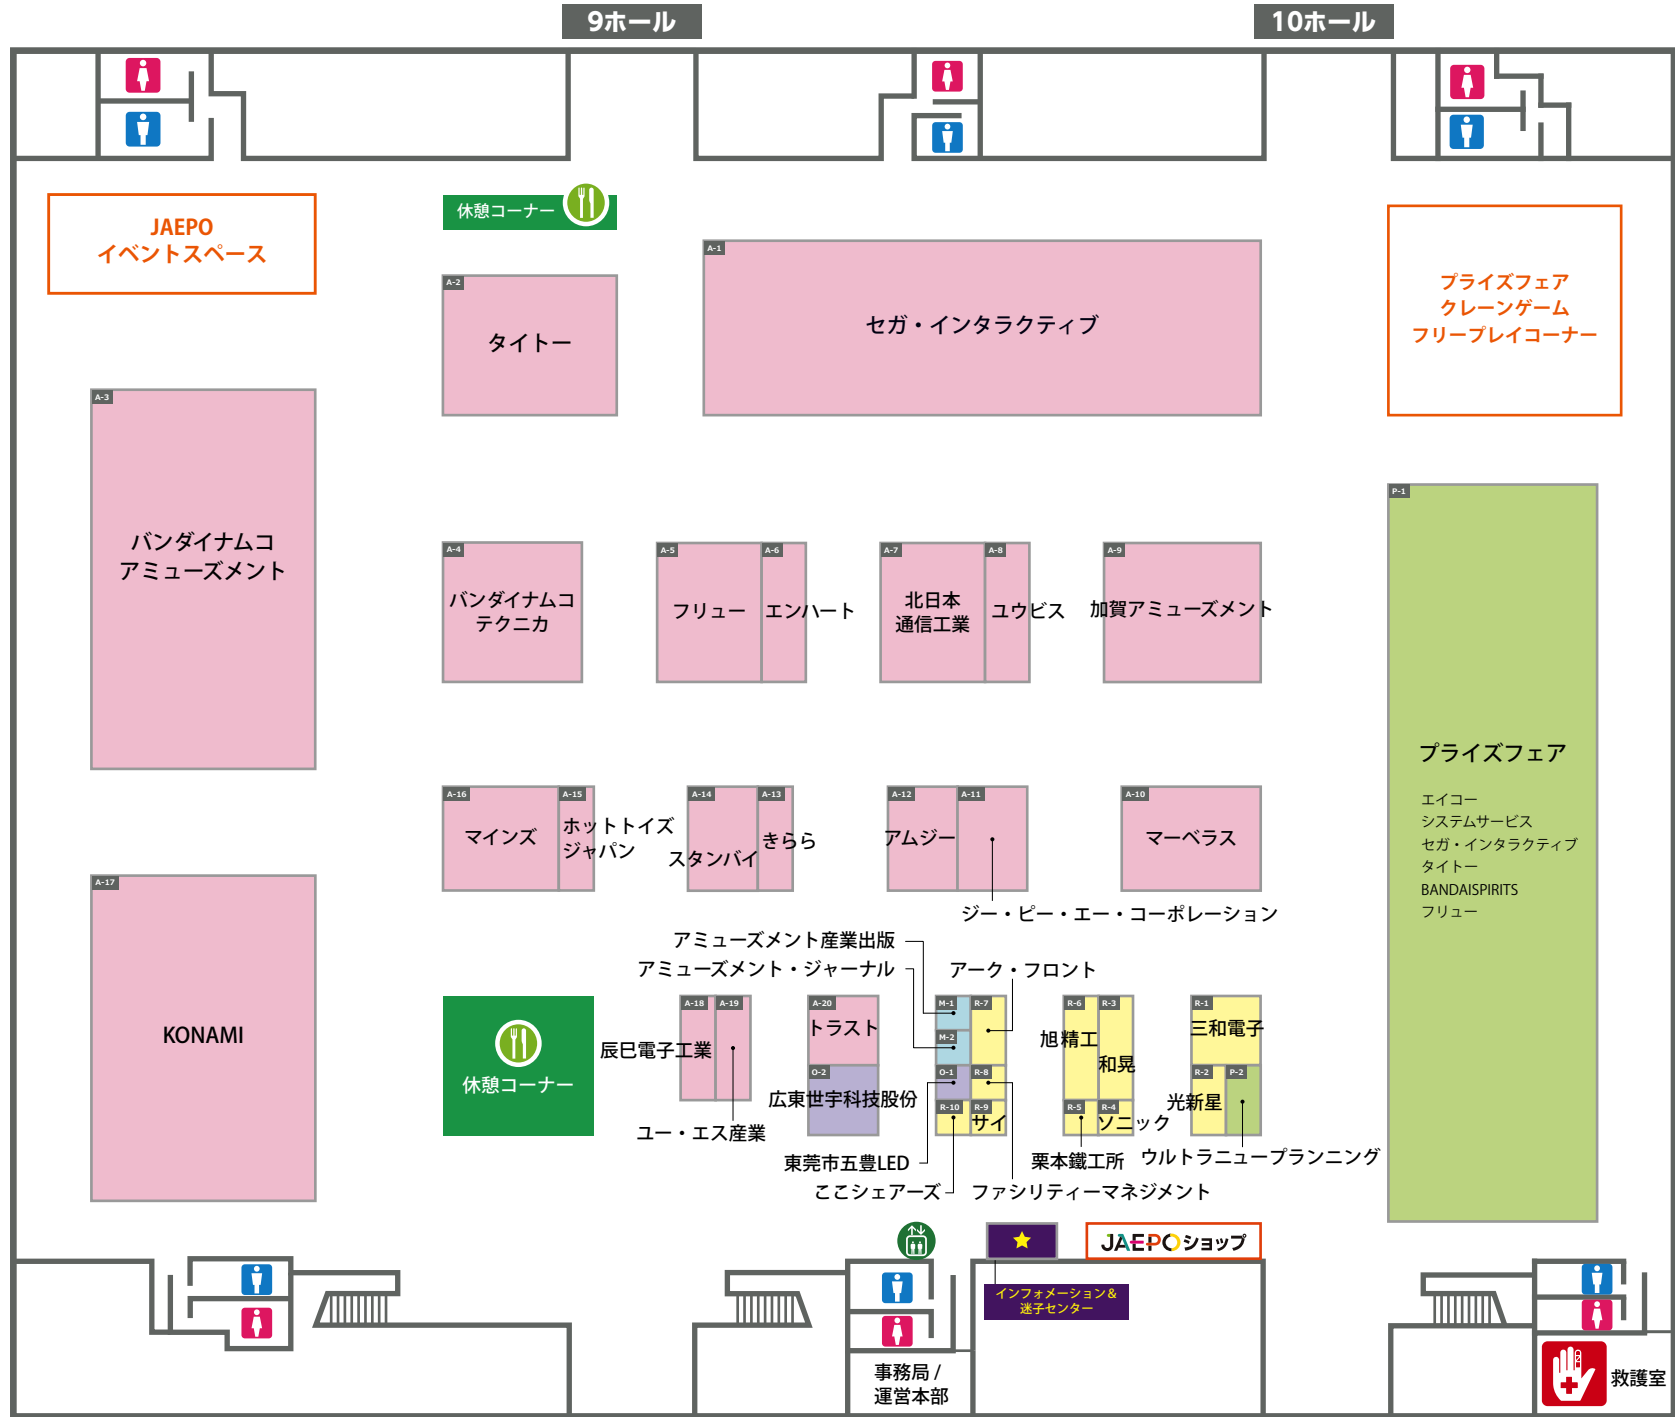 9ホール
10ホール
JAEPO
イベントスペース
休憩コーナー
A-1
セガ・インタラクティブ
A-2
タイトー
プライズフェア
クレーンゲーム
フリープレイコーナー
A-3
バンダイナムコ
アミューズメント
A-4
バンダイナムコ
テクニカ
A-5
フリュー
A-6
エンハート
A-7
北日本
通信工業
A-8
ユウビス
A-9
加賀アミューズメント
P-1
プライズフェア
エイコー
システムサービス
セガ・インタラクティブ
タイトー
BANDAISPIRITS
フリュー
A-16
マインズ
A-15
ホットトイズ
ジャパン
A-14
スタンバイ
A-13
きらら
A-12
アムジー
A-11
ジー・ピー・エー・コーポレーション
A-10
マーベラス
A-17
KONAMI
休憩コーナー
アミューズメント産業出版
アミューズメント・ジャーナル
アーク・フロント
A-18
辰巳電子工業
A-19
ユー・エス産業
A-20
トラスト
O-2
広東世宇科技股份
M-1
R-7
M-2
O-1
R-8
R-10
R-9
サイ
東莞市五豊LED
ここシェアーズ
ファシリティーマネジメント
R-6
旭精工
R-3
和晃
R-5
R-4
ソニック
栗本鐵工所
R-1
三和電子
R-2
光新星
P-2
ウルトラニュープランニング
JAEPOショップ
インフォメーション&
迷子センター
事務局/
運営本部
救護室